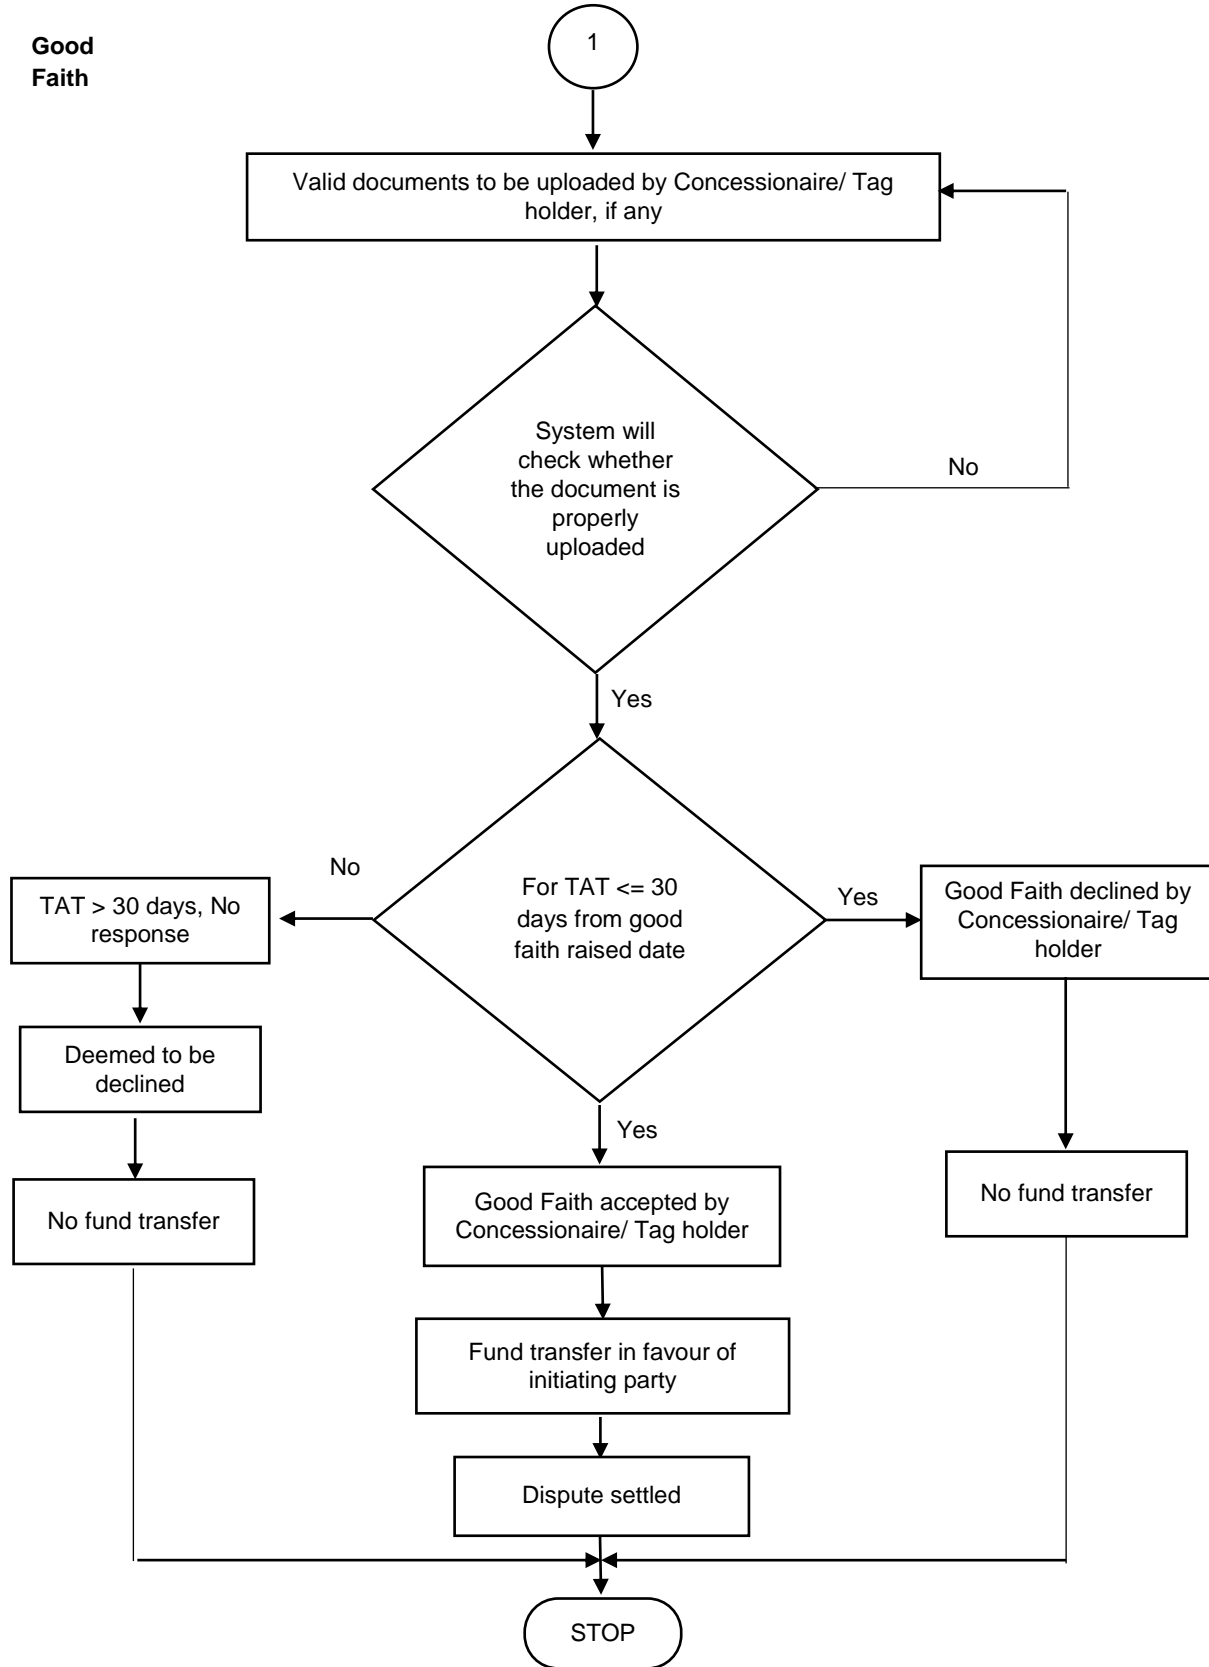 Good
Faith
1
Valid documents to be uploaded by Concessionaire/ Tag
holder, if any
System will
check whether
the document is
properly
uploaded
No
Yes
For TAT <= 30
days from good
faith raised date
No
TAT > 30 days, No
response
Deemed to be
declined
No fund transfer
Yes
Good Faith accepted by
Concessionaire/ Tag holder
Fund transfer in favour of
initiating party
Dispute settled
Yes
Good Faith declined by
Concessionaire/ Tag
holder
No fund transfer
STOP